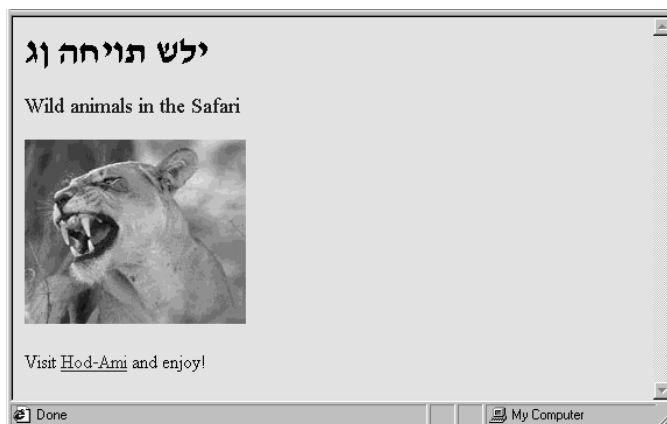 ילש תויחה ןג
Wild animals in the Safari
Visit Hod-Ami and enjoy!
Done
My Computer